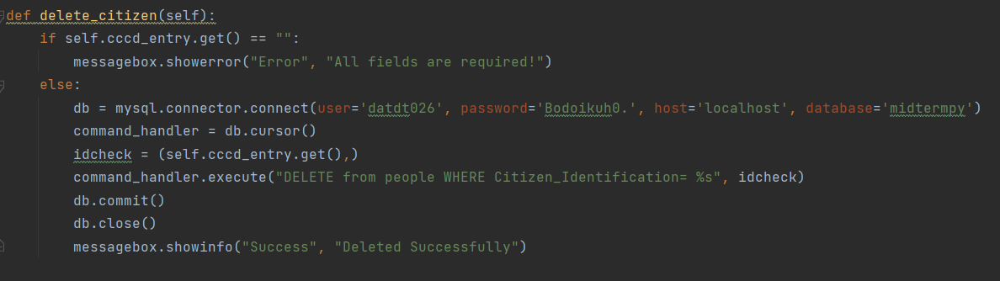 def delete_citizen(self):
    if self.cccd_entry.get() == "":
        messagebox.showerror("Error", "All fields are required!")
    else:
        db = mysql.connector.connect(user='datdt026', password='Bodoikuh0.', host='localhost', database='midtermpy')
        command_handler = db.cursor()
        idcheck = (self.cccd_entry.get(),)
        command_handler.execute("DELETE from people WHERE Citizen_Identification= %s", idcheck)
        db.commit()
        db.close()
        messagebox.showinfo("Success", "Deleted Successfully")